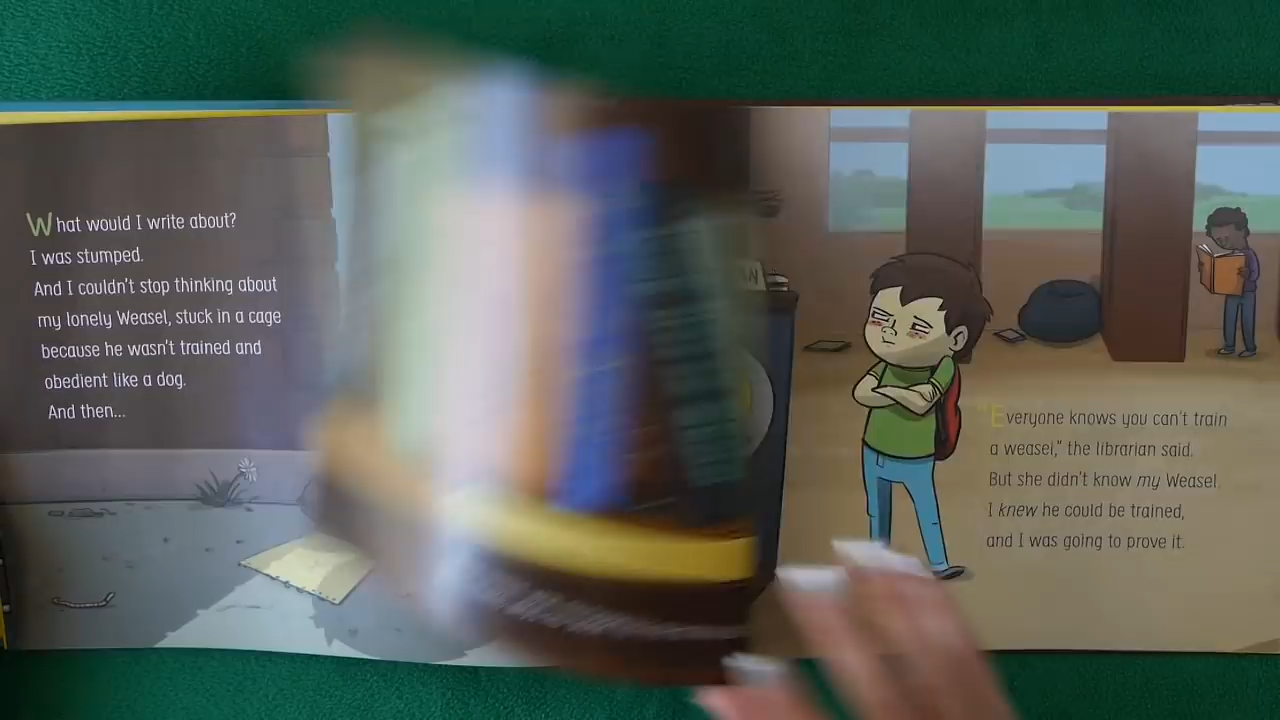 What would I write about?
I was stumped.
And I couldn't stop thinking about
my lonely Weasel, stuck in a cage
because he wasn't trained and
obedient like a dog.
And then...
"Everyone knows you can't train
a weasel," the librarian said.
But she didn't know my Weasel.
I knew he could be trained,
and I was going to prove it.